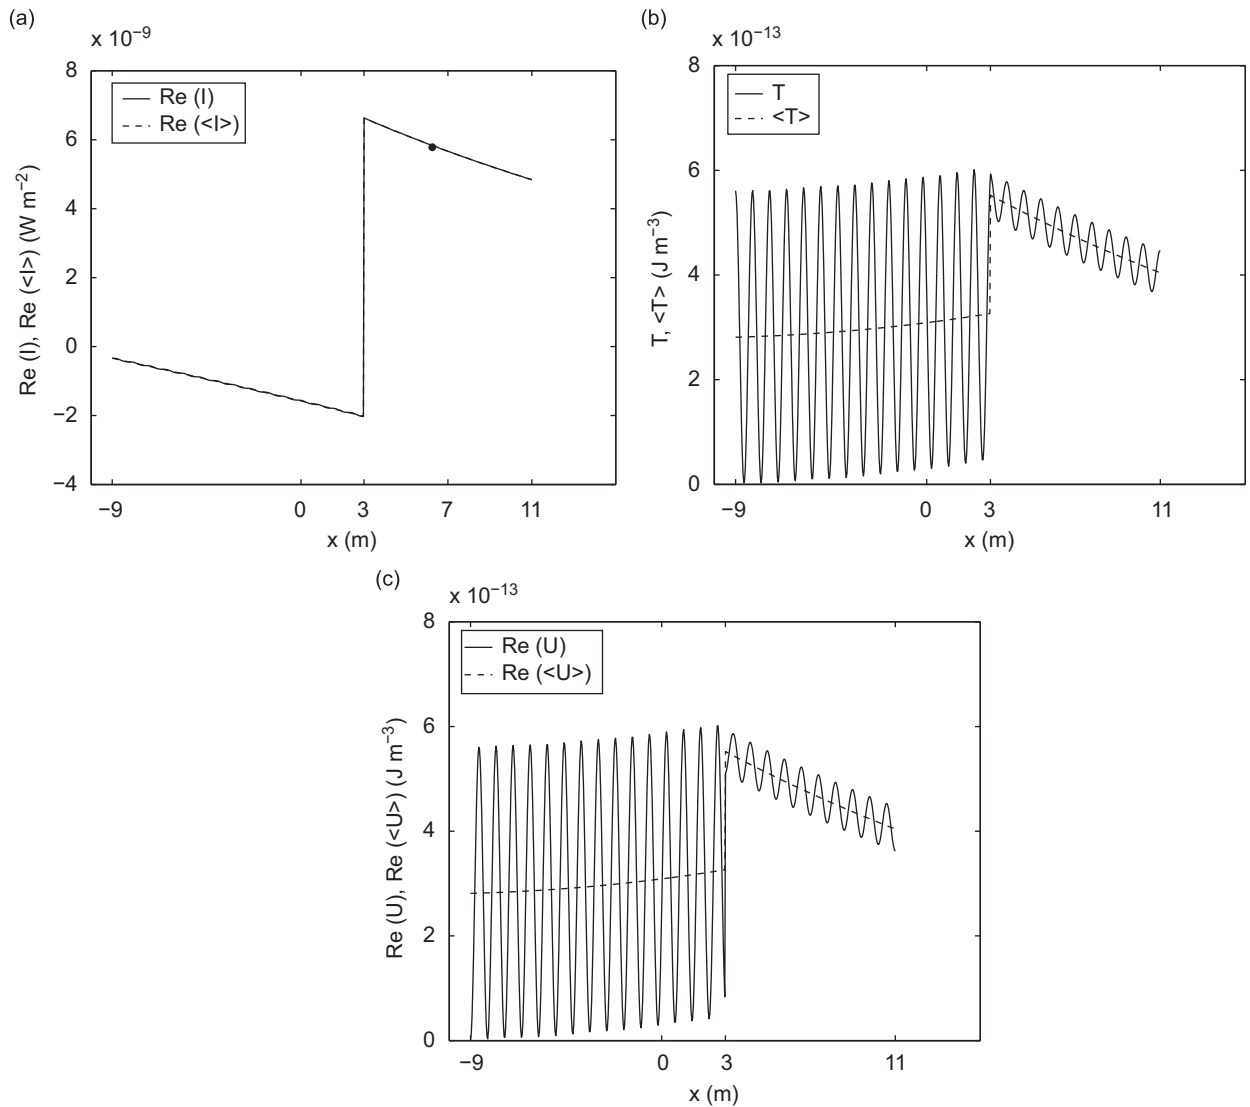 (a)
x 10⁻⁹
8
6
4
2
0
−2
−4
Re (I), Re (<I>) (W m⁻²)
Re (I)
Re (<I>)
−9
0
3
7
11
x (m)
(b)
x 10⁻¹³
8
6
4
2
0
T, <T> (J m⁻³)
T
<T>
−9
0
3
11
x (m)
(c)
x 10⁻¹³
8
6
4
2
0
Re (U), Re (<U>) (J m⁻³)
Re (U)
Re (<U>)
−9
0
3
11
x (m)